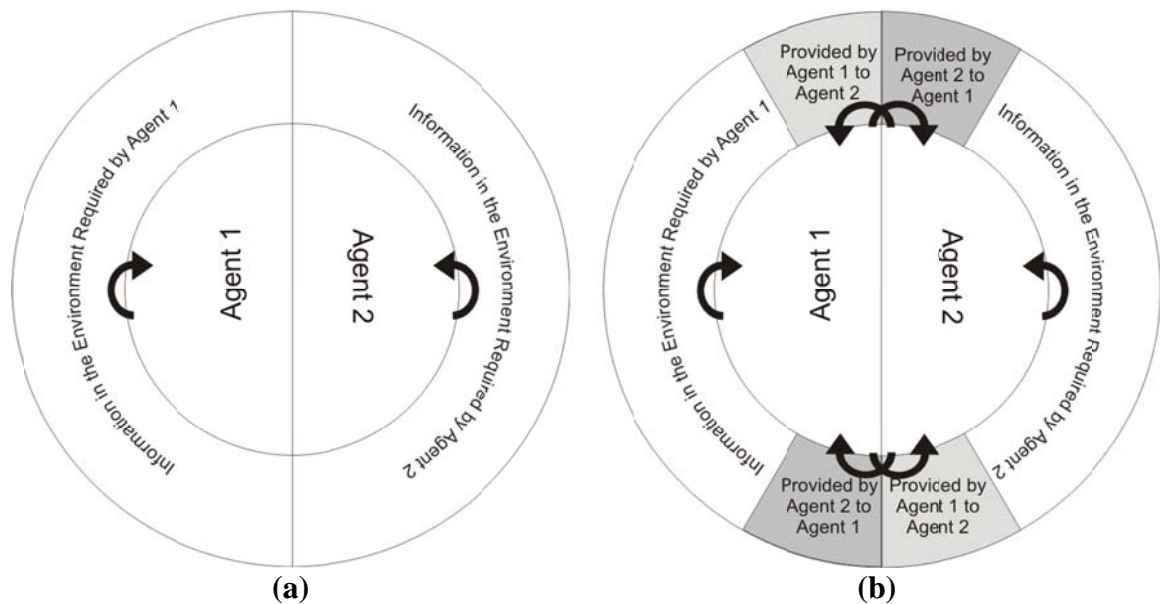 Information in the Environment Required by Agent 1
Agent 1
Agent 2
Information in the Environment Required by Agent 2
(a)
Provided by
Agent 1 to
Agent 2
Provided by
Agent 2 to
Agent 1
Information in the Environment Required by Agent 1
Agent 1
Agent 2
Information in the Environment Required by Agent 2
Provided by
Agent 2 to
Agent 1
Provided by
Agent 1 to
Agent 2
(b)